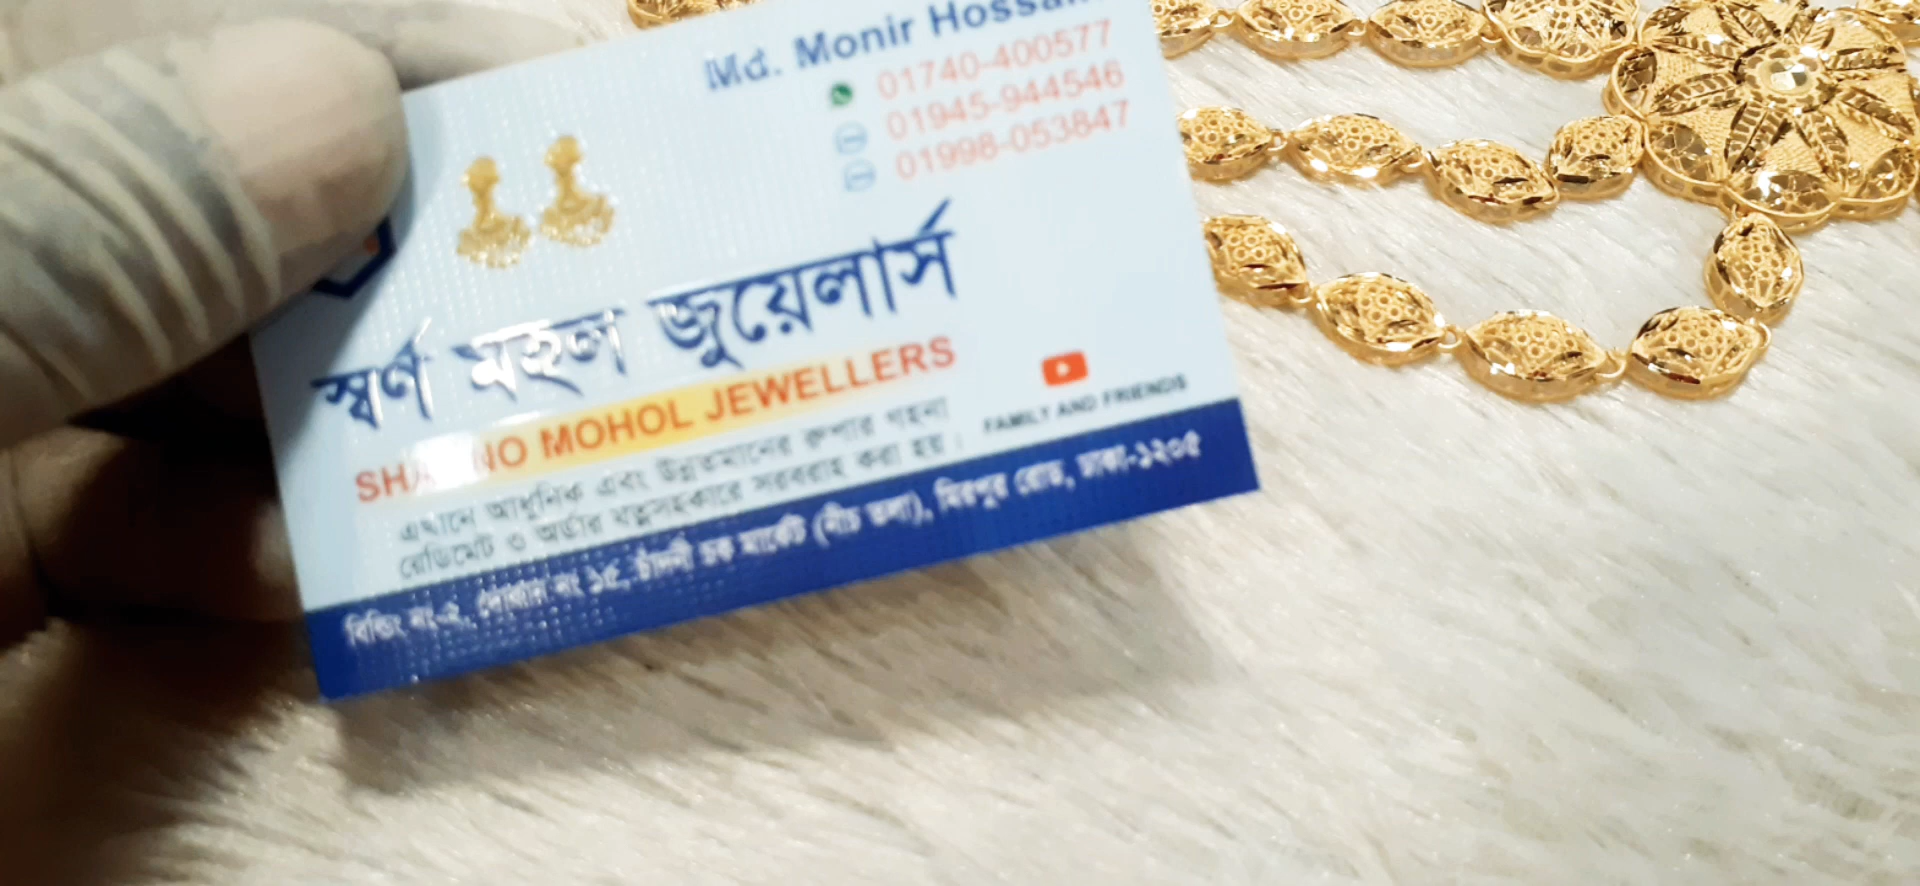 Md. Monir Hossain
01740-400577
01945-944546
01998-053847
স্বর্ণ মহল জুয়েলার্স
MOHOL JEWELLERS
এখানে আধুনিক এবং উন্নতমানের রুপার গহনা
রেডিমেট ও অর্ডার যত্নসহকারে সরবরাহ করা হয়।
FAMILY AND FRIENDS
বিল্ডিং নং-২, দোকান নং ১৫, চাঁদনী চক মার্কেট (নীচ তলা), মিরপুর রোড, ঢাকা-১২০৫